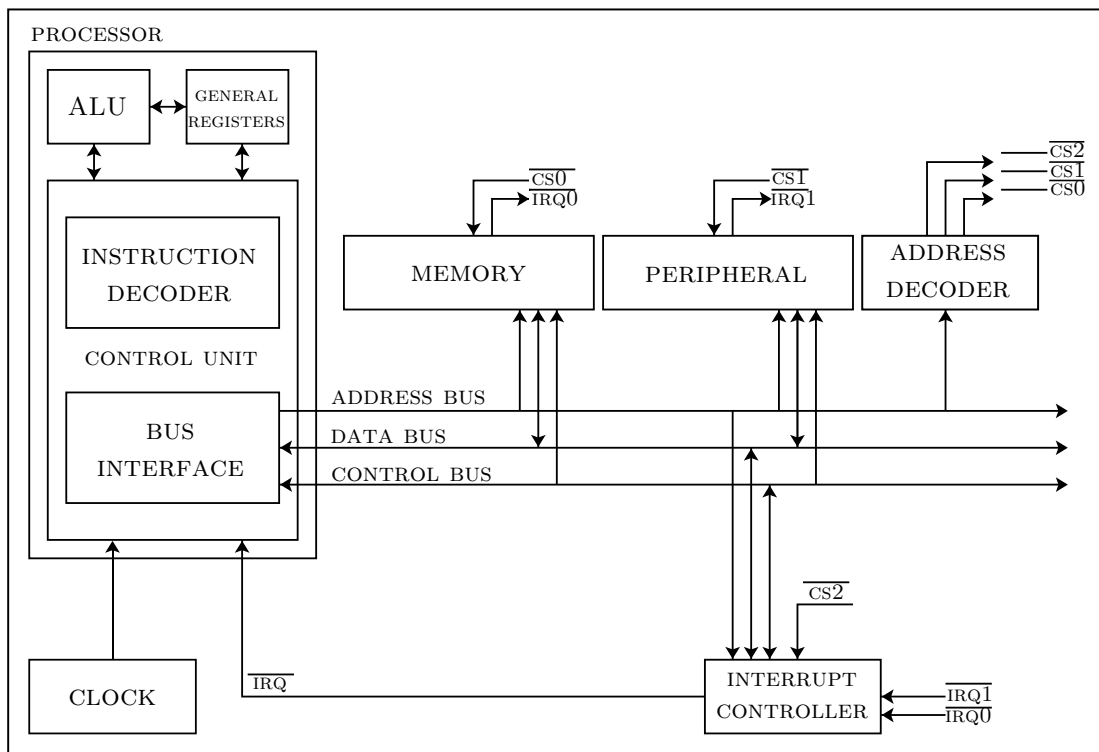 PROCESSOR
ALU
GENERAL
REGISTERS
INSTRUCTION
DECODER
CONTROL UNIT
BUS
INTERFACE
CS0
IRQ0
MEMORY
CS1
IRQ1
PERIPHERAL
CS2
CS1
CS0
ADDRESS
DECODER
ADDRESS BUS
DATA BUS
CONTROL BUS
CS2
CLOCK
IRQ
INTERRUPT
CONTROLLER
IRQ1
IRQ0